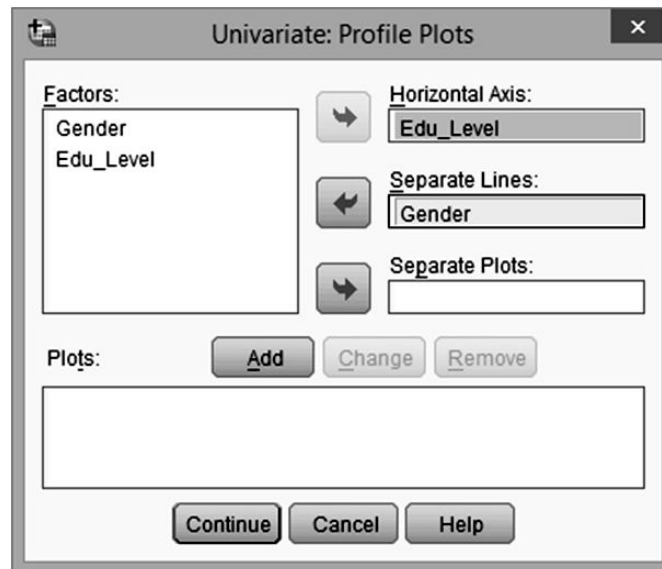 Univariate: Profile Plots
Factors:
Gender
Edu_Level
Horizontal Axis:
Edu_Level
Separate Lines:
Gender
Separate Plots:
Plots:
Add
Change
Remove
Continue
Cancel
Help